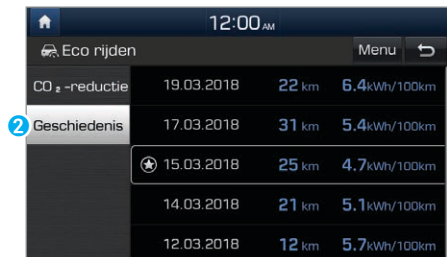 12:00 AM
Eco rijden Menu
CO₂-reductie 19.03.2018 22 km 6.4kWh/100km
2 Geschiedenis 17.03.2018 31 km 5.4kWh/100km
15.03.2018 25 km 4.7kWh/100km
14.03.2018 21 km 5.1kWh/100km
12.03.2018 12 km 5.7kWh/100km